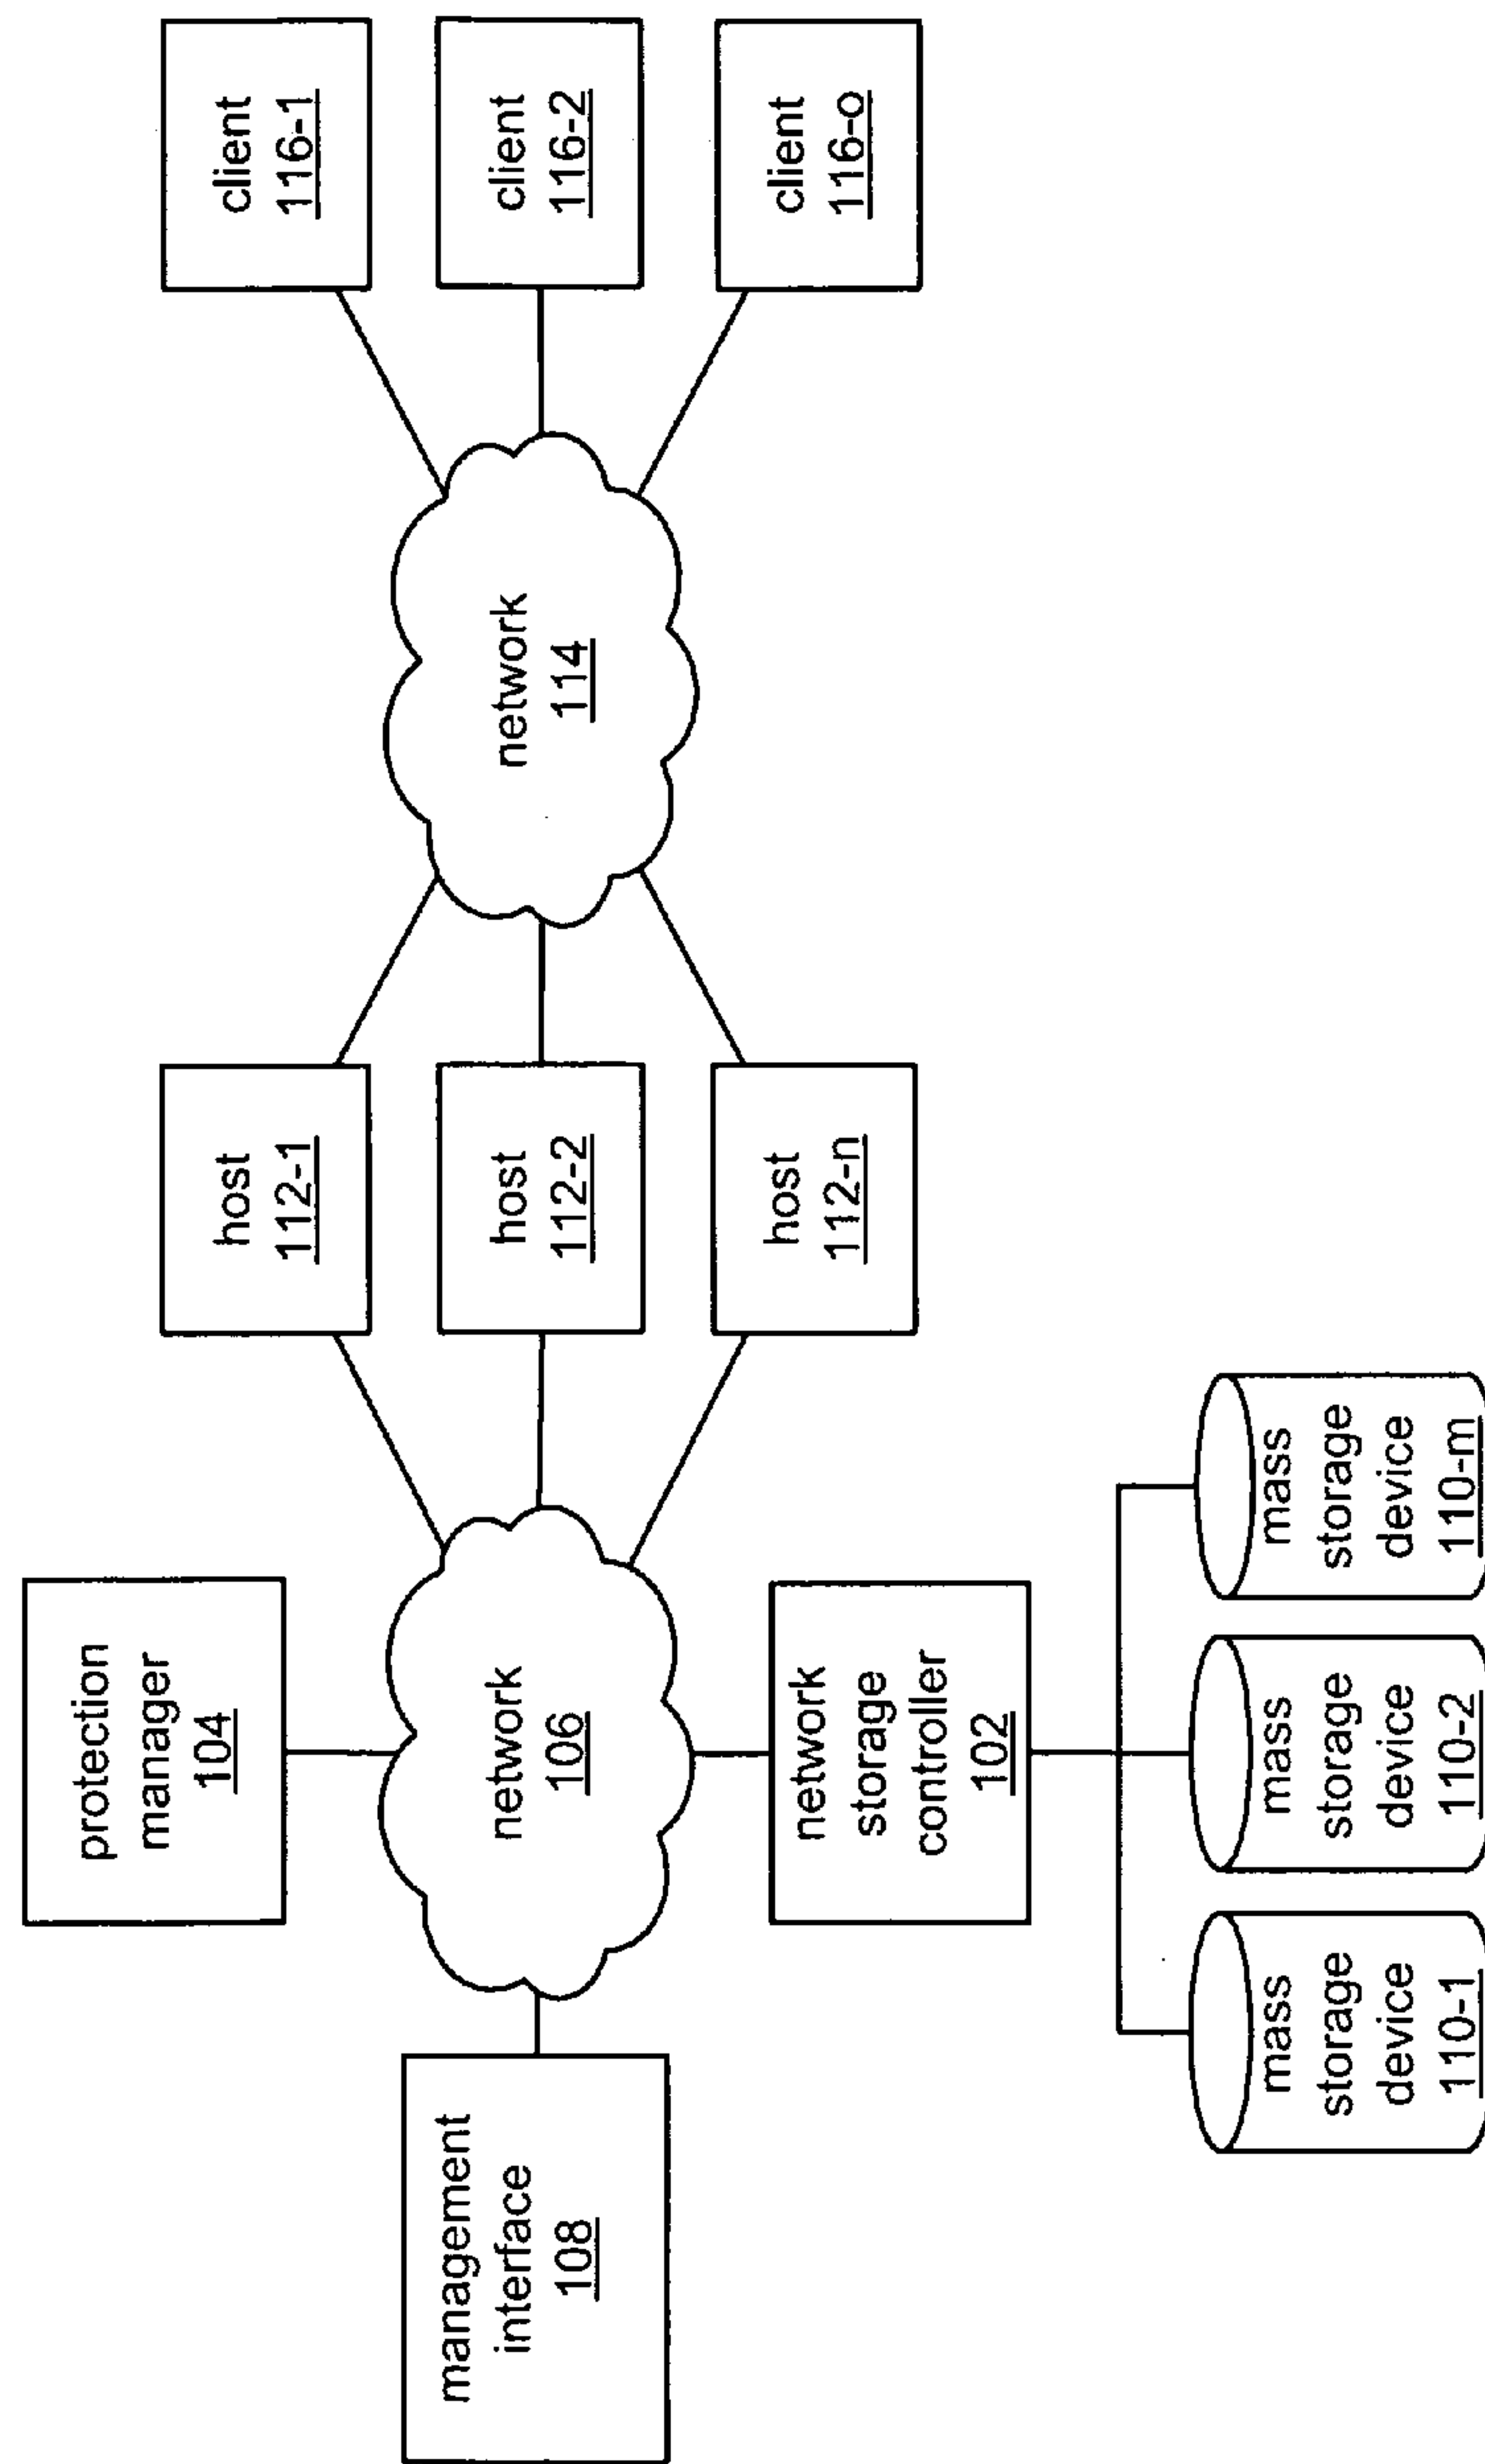 protection
manager
104
management
interface
108
network
106
network
storage
controller
102
mass
storage
device
110-1
mass
storage
device
110-2
mass
storage
device
110-m
host
112-1
host
112-2
host
112-n
network
114
client
116-1
client
116-2
client
116-o